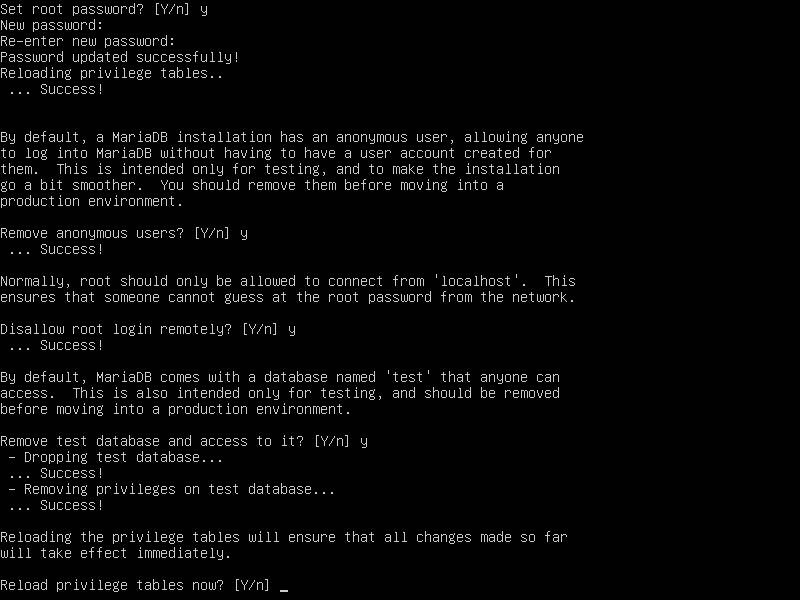 Set root password? [Y/n] y
New password:
Re-enter new password:
Password updated successfully!
Reloading privilege tables..
 ... Success!


By default, a MariaDB installation has an anonymous user, allowing anyone
to log into MariaDB without having to have a user account created for
them.  This is intended only for testing, and to make the installation
go a bit smoother.  You should remove them before moving into a
production environment.

Remove anonymous users? [Y/n] y
 ... Success!

Normally, root should only be allowed to connect from 'localhost'.  This
ensures that someone cannot guess at the root password from the network.

Disallow root login remotely? [Y/n] y
 ... Success!

By default, MariaDB comes with a database named 'test' that anyone can
access.  This is also intended only for testing, and should be removed
before moving into a production environment.

Remove test database and access to it? [Y/n] y
 - Dropping test database...
 ... Success!
 - Removing privileges on test database...
 ... Success!

Reloading the privilege tables will ensure that all changes made so far
will take effect immediately.

Reload privilege tables now? [Y/n] _